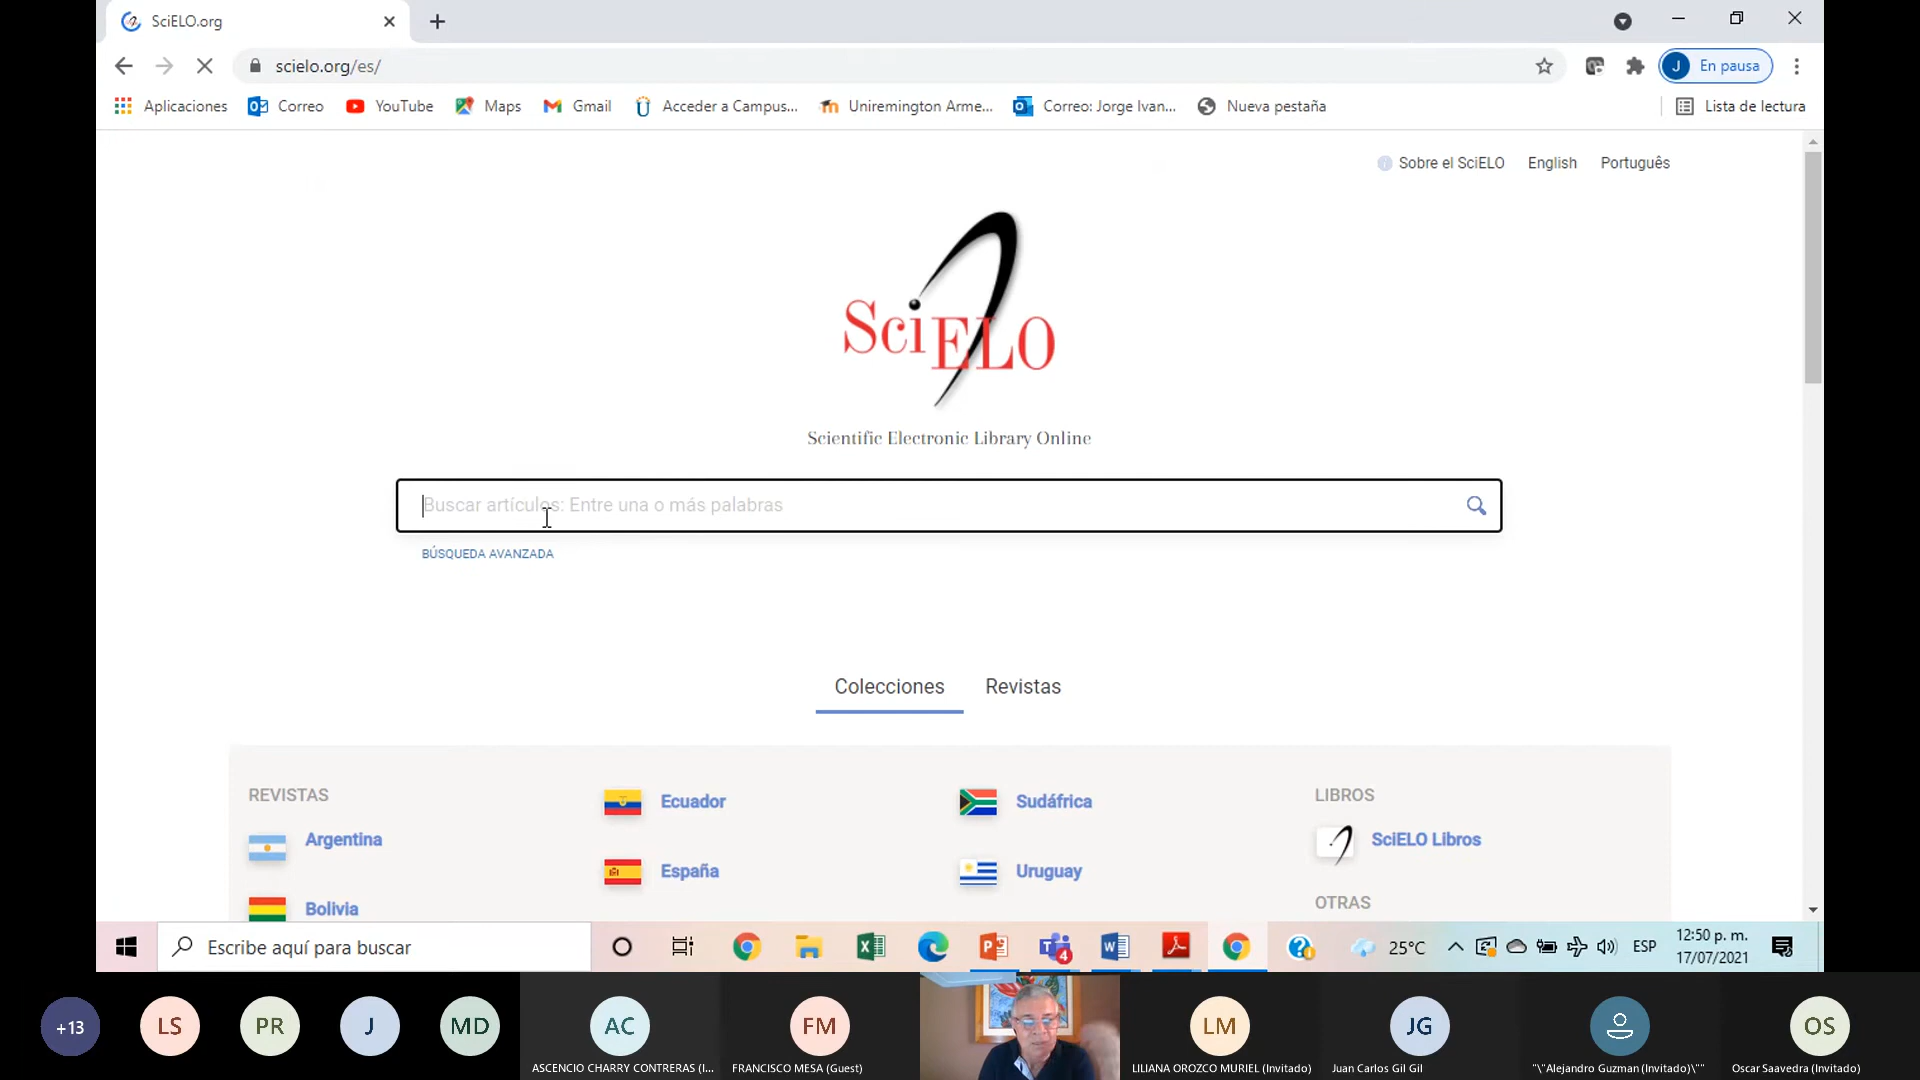 SciELO.org
scielo.org/es/
J
En pausa
Aplicaciones
Correo
YouTube
Maps
Gmail
Acceder a Campus...
Uniremington Arme...
Correo: Jorge Ivan...
Nueva pestaña
Lista de lectura
Sobre el SciELO
English
Português
SciELO
Scientific Electronic Library Online
Buscar artículos: Entre una o más palabras
BÚSQUEDA AVANZADA
Colecciones
Revistas
REVISTAS
Argentina
Bolivia
Ecuador
España
Sudáfrica
Uruguay
LIBROS
SciELO Libros
OTRAS
Escribe aquí para buscar
4
25°C
ESP
12:50 p. m.
17/07/2021
+13
LS
PR
J
MD
AC
ASCENCIO CHARRY CONTRERAS (I...
FM
FRANCISCO MESA (Guest)
LM
LILIANA OROZCO MURIEL (Invitado)
JG
Juan Carlos Gil Gil
"\"Alejandro Guzman (Invitado)\""
OS
Oscar Saavedra (Invitado)